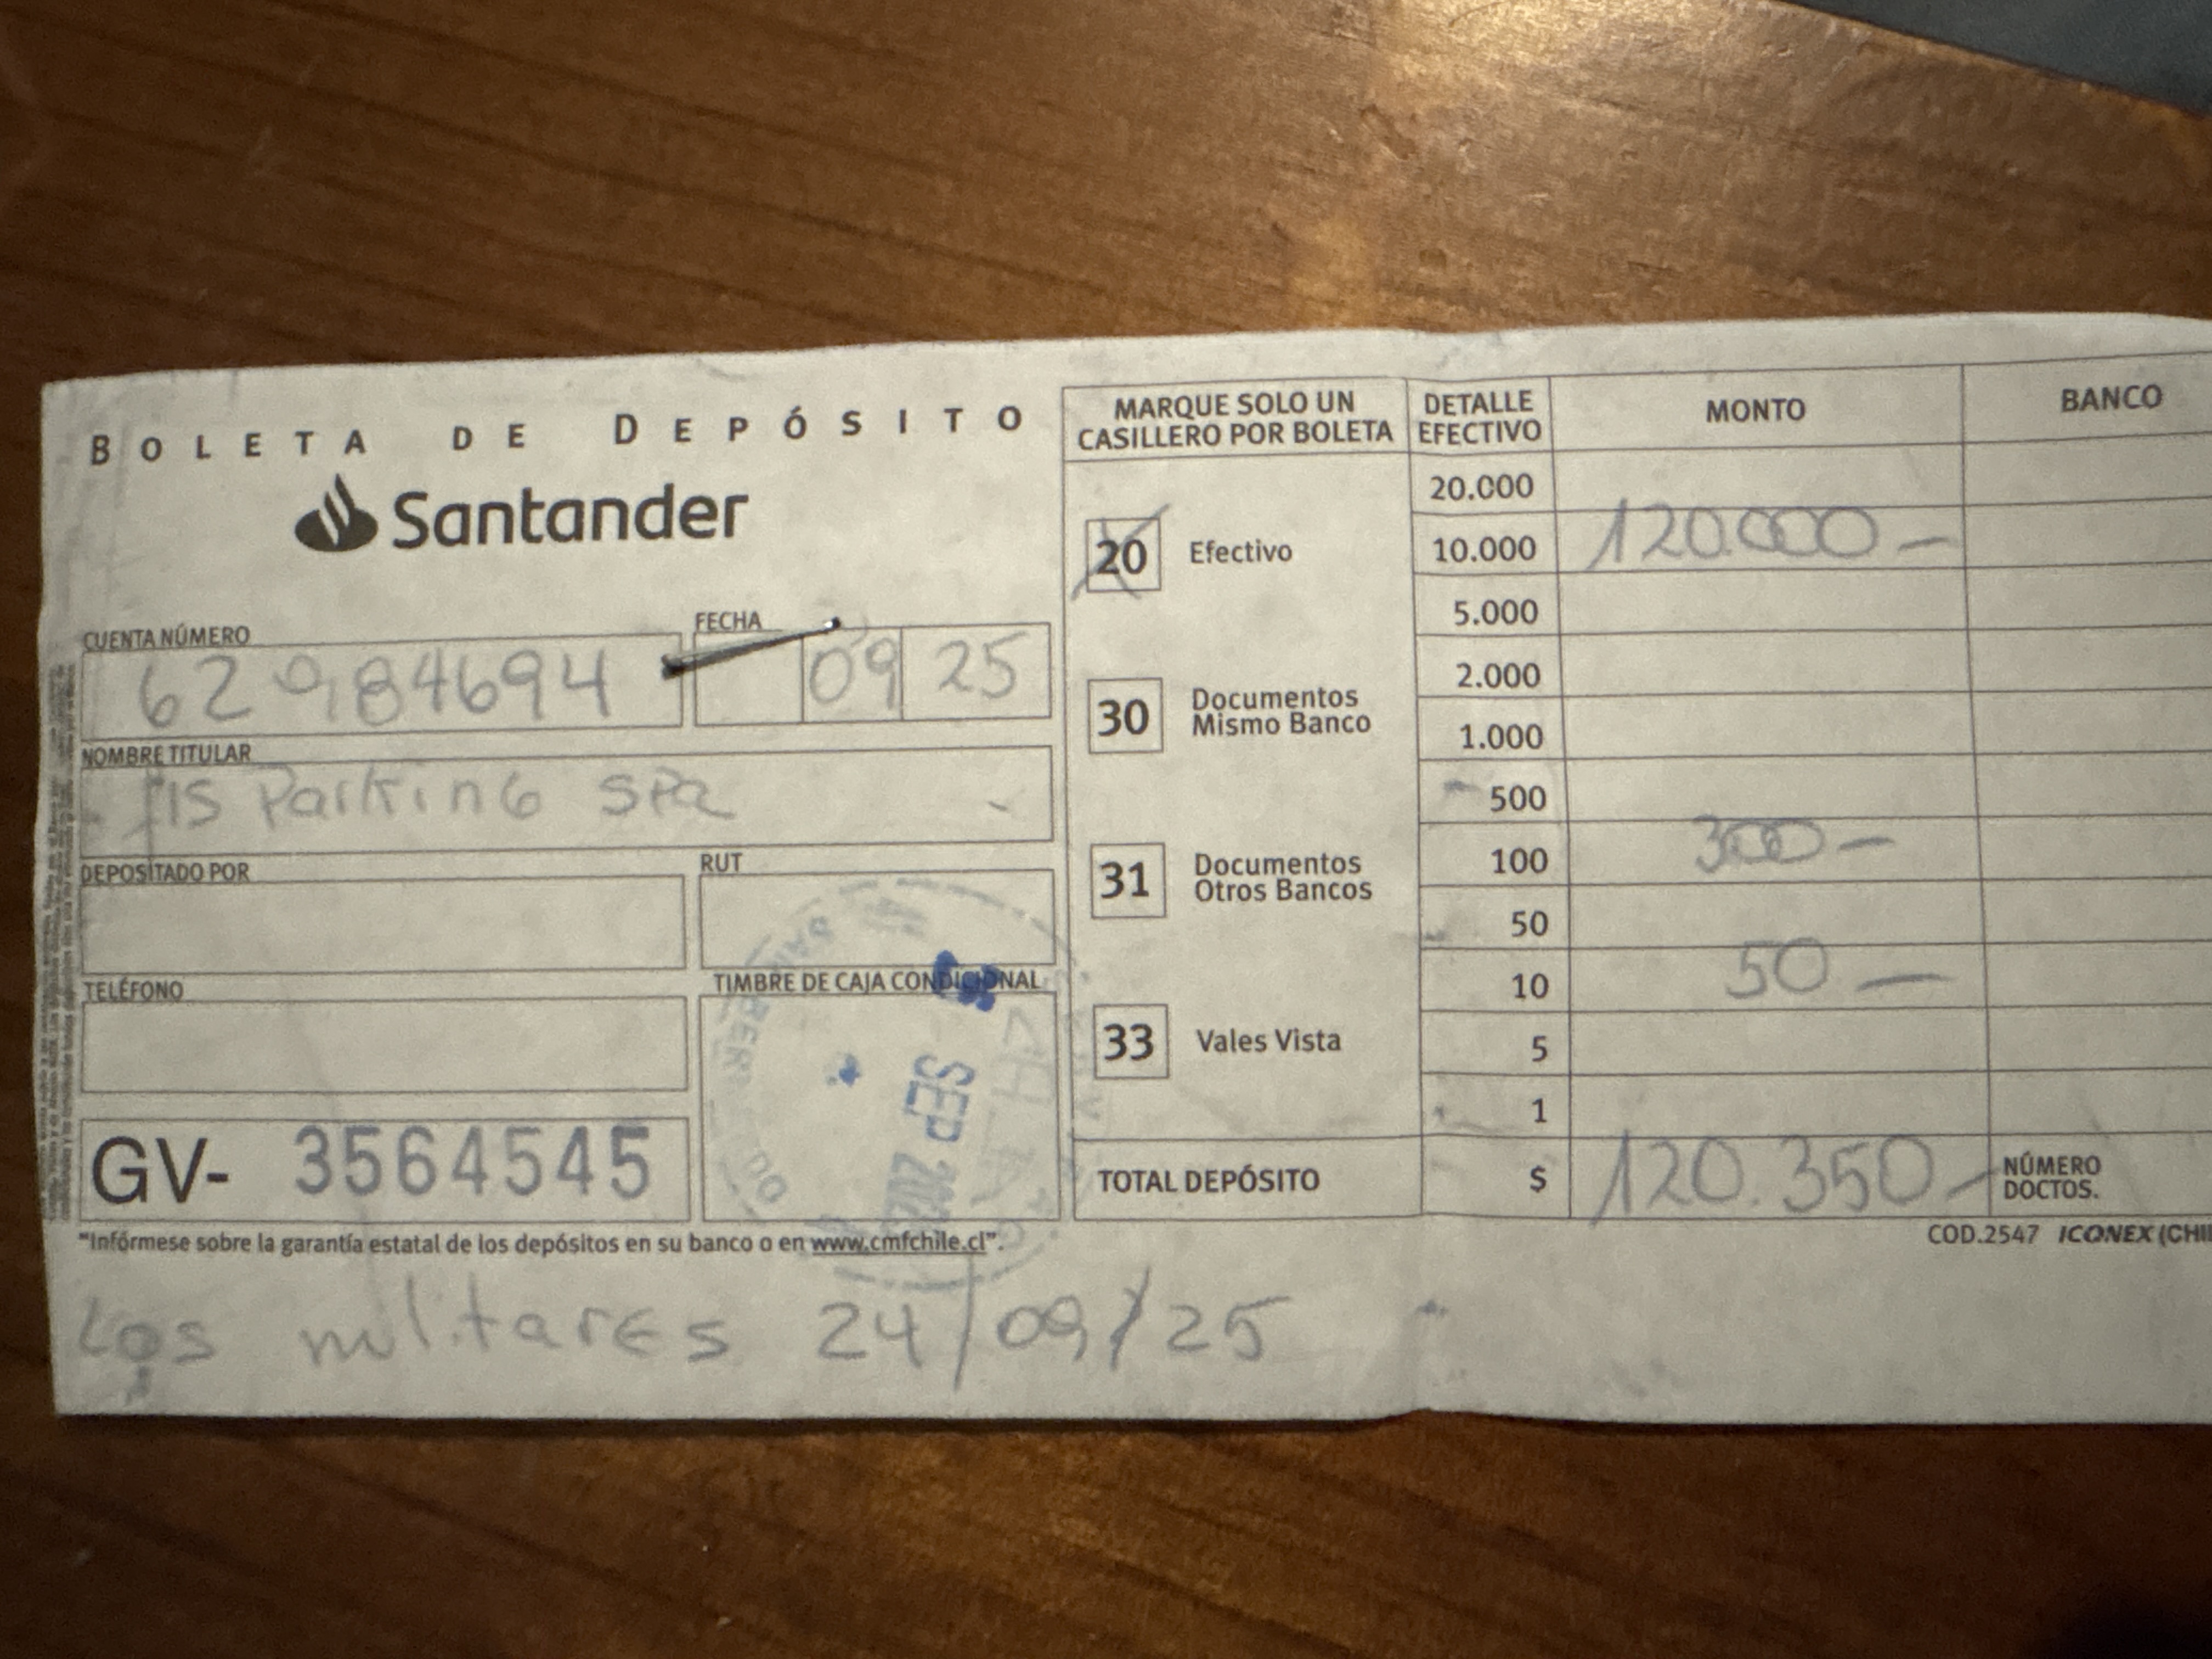 BOLETA DE DEPÓSITO
Santander
CUENTA NÚMERO
62984694
FECHA
09 25
NOMBRE TITULAR
Parking SPa
DEPOSITADO POR
RUT
TELÉFONO
TIMBRE DE CAJA CONDICIONAL
SEP
GV- 3564545
"Infórmese sobre la garantía estatal de los depósitos en su banco o en www.cmfchile.cl".
Los militares 24/09/25
MARQUE SOLO UN
CASILLERO POR BOLETA
20 Efectivo
30 Documentos
Mismo Banco
31 Documentos
Otros Bancos
33 Vales Vista
DETALLE
EFECTIVO
MONTO
BANCO
20.000
10.000 120.000-
5.000
2.000
1.000
500
100 300-
50
10 50-
5
1
TOTAL DEPÓSITO $ 120.350-
NÚMERO
DOCTOS.
COD.2547 ICONEX (CHI